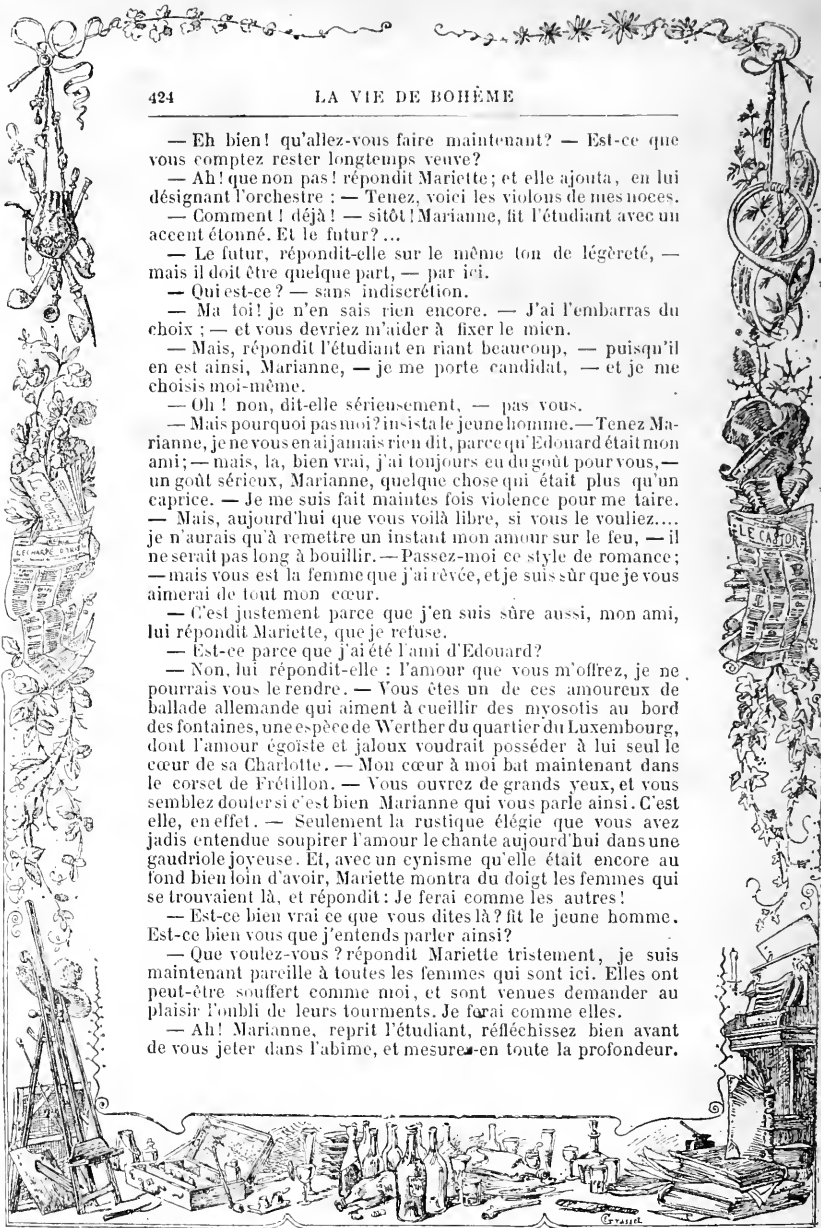 424 LA VIE DE BOHÈME
— Eh bien! qu'allez-vous faire maintenant? — Est-ce que
vous comptez rester longtemps veuve?
— Ah! que non pas! répondit Mariette; et elle ajouta, en lui
désignant l'orchestre : — Tenez, voici les violons de mes noces.
— Comment ! déjà ! — sitôt ! Marianne, fit l'étudiant avec un
accent étonné. Et le futur?...
— Le futur, répondit-elle sur le même ton de légèreté, —
mais il doit être quelque part, — par ici.
— Qui est-ce ? — sans indiscrétion.
— Ma foi! je n'en sais rien encore. — J'ai l'embarras du
choix ; — et vous devriez m'aider à fixer le mien.
— Mais, répondit l'étudiant en riant beaucoup, — puisqu'il
en est ainsi, Marianne, — je me porte candidat, — et je me
choisis moi-même.
— Oh ! non, dit-elle sérieusement, — pas vous.
— Mais pourquoi pas moi? insista le jeune homme. — Tenez Ma-
rianne, je ne vous en ai jamais rien dit, parce qu'Edouard était mon
ami; — mais, la, bien vrai, j'ai toujours eu du goût pour vous, —
un goût sérieux, Marianne, quelque chose qui était plus qu'un
caprice. — Je me suis fait maintes fois violence pour me taire.
— Mais, aujourd'hui que vous voilà libre, si vous le vouliez....
je n'aurais qu'à remettre un instant mon amour sur le feu, — il
ne serait pas long à bouillir. — Passez-moi ce style de romance;
— mais vous est la femme que j'ai rêvée, et je suis sûr que je vous
aimerai de tout mon cœur.
— C'est justement parce que j'en suis sûre aussi, mon ami,
lui répondit Mariette, que je refuse.
— Est-ce parce que j'ai été l'ami d'Edouard?
— Non, lui répondit-elle : l'amour que vous m'offrez, je ne
pourrais vous le rendre. — Vous êtes un de ces amoureux de
ballade allemande qui aiment à cueillir des myosotis au bord
des fontaines, une espèce de Werther du quartier du Luxembourg,
dont l'amour égoïste et jaloux voudrait posséder à lui seul le
cœur de sa Charlotte. — Mon cœur à moi bat maintenant dans
le corset de Frétillon. — Vous ouvrez de grands yeux, et vous
semblez douter si c'est bien Marianne qui vous parle ainsi. C'est
elle, en effet. — Seulement la rustique élégie que vous avez
jadis entendue soupirer l'amour le chante aujourd'hui dans une
gaudriole joyeuse. Et, avec un cynisme qu'elle était encore au
fond bien loin d'avoir, Mariette montra du doigt les femmes qui
se trouvaient là, et répondit : Je ferai comme les autres !
— Est-ce bien vrai ce que vous dites là ? fit le jeune homme.
Est-ce bien vous que j'entends parler ainsi?
— Que voulez-vous ? répondit Mariette tristement, je suis
maintenant pareille à toutes les femmes qui sont ici. Elles ont
peut-être souffert comme moi, et sont venues demander au
plaisir l'oubli de leurs tourments. Je ferai comme elles.
— Ah! Marianne, reprit l'étudiant, réfléchissez bien avant
de vous jeter dans l'abime, et mesurez-en toute la profondeur.
LE CASTOR